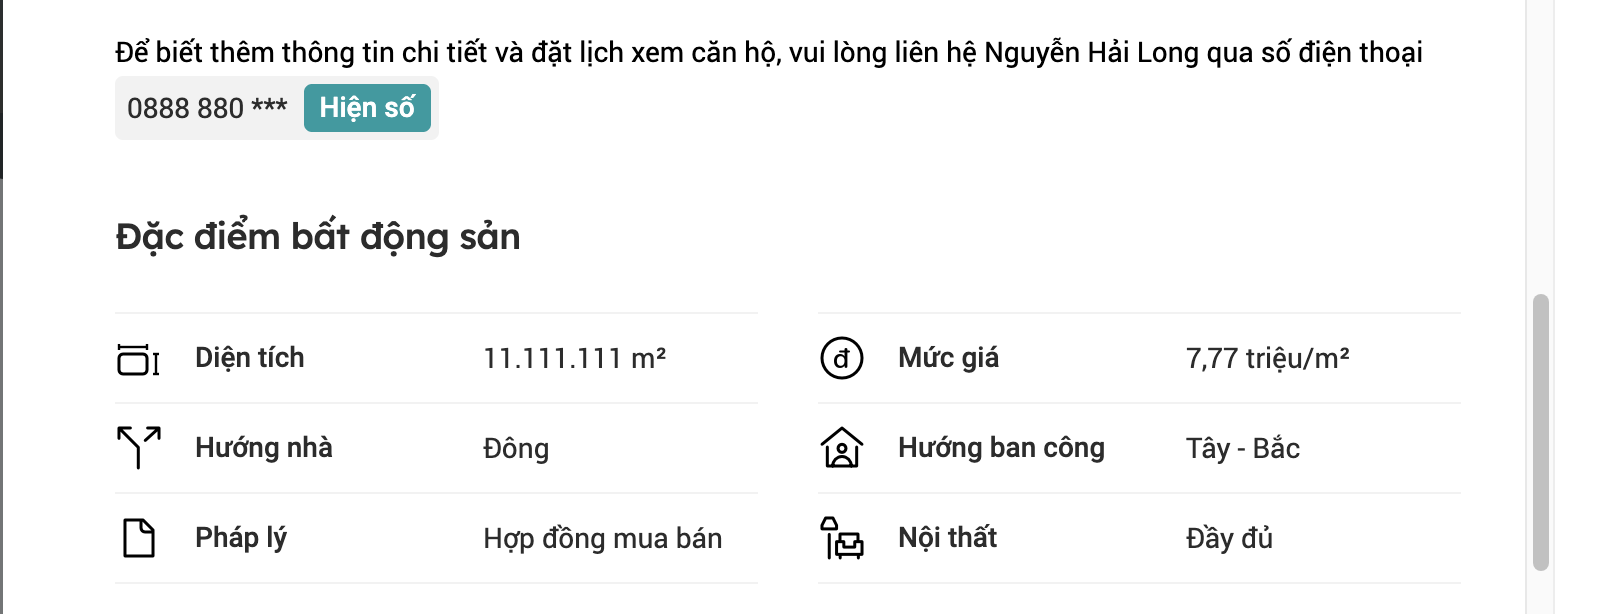 Để biết thêm thông tin chi tiết và đặt lịch xem căn hộ, vui lòng liên hệ Nguyễn Hải Long qua số điện thoại
0888 880 *** Hiện số
Đặc điểm bất động sản
Diện tích 11.111.111 m² Mức giá 7,77 triệu/m²
Hướng nhà Đông Hướng ban công Tây - Bắc
Pháp lý Hợp đồng mua bán Nội thất Đầy đủ